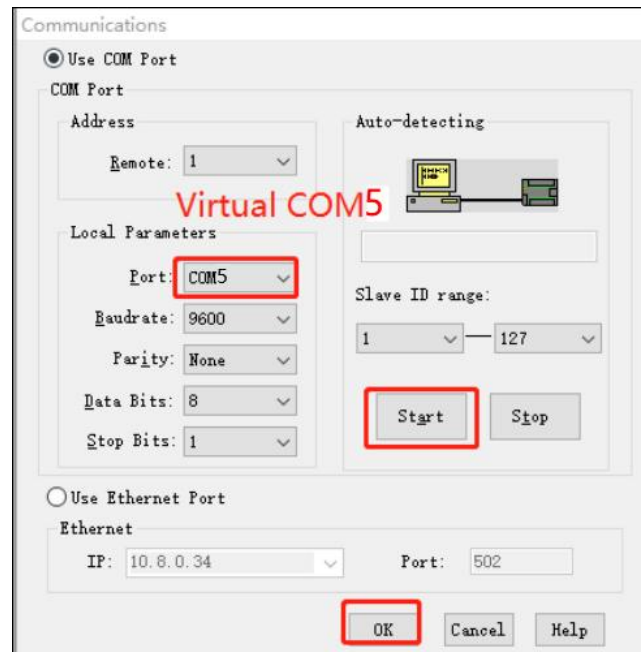 Communications
Use COM Port
COM Port
Address
Remote: 1
Auto-detecting
Virtual COM5
Local Parameters
Port: COM5
Baudrate: 9600
Parity: None
Data Bits: 8
Stop Bits: 1
Slave ID range:
1 — 127
Start Stop
Use Ethernet Port
Ethernet
IP: 10.8.0.34 Port: 502
OK Cancel Help